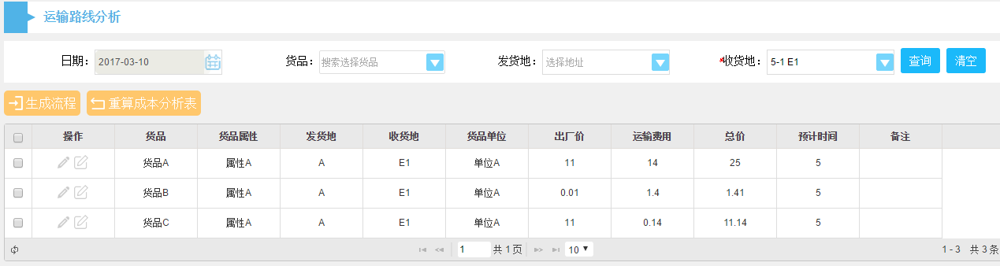 运输路线分析
日期： 2017-03-10 货品： 搜索选择货品 发货地： 选择地址 *收货地： 5-1 E1 查询 清空
生成流程 重算成本分析表
操作 货品 货品属性 发货地 收货地 货品单位 出厂价 运输费用 总价 预计时间 备注
货品A 属性A A E1 单位A 11 14 25 5
货品B 属性A A E1 单位A 0.01 1.4 1.41 5
货品C 属性A A E1 单位A 11 0.14 11.14 5
1 共 1 页 10 1 - 3 共 3 条